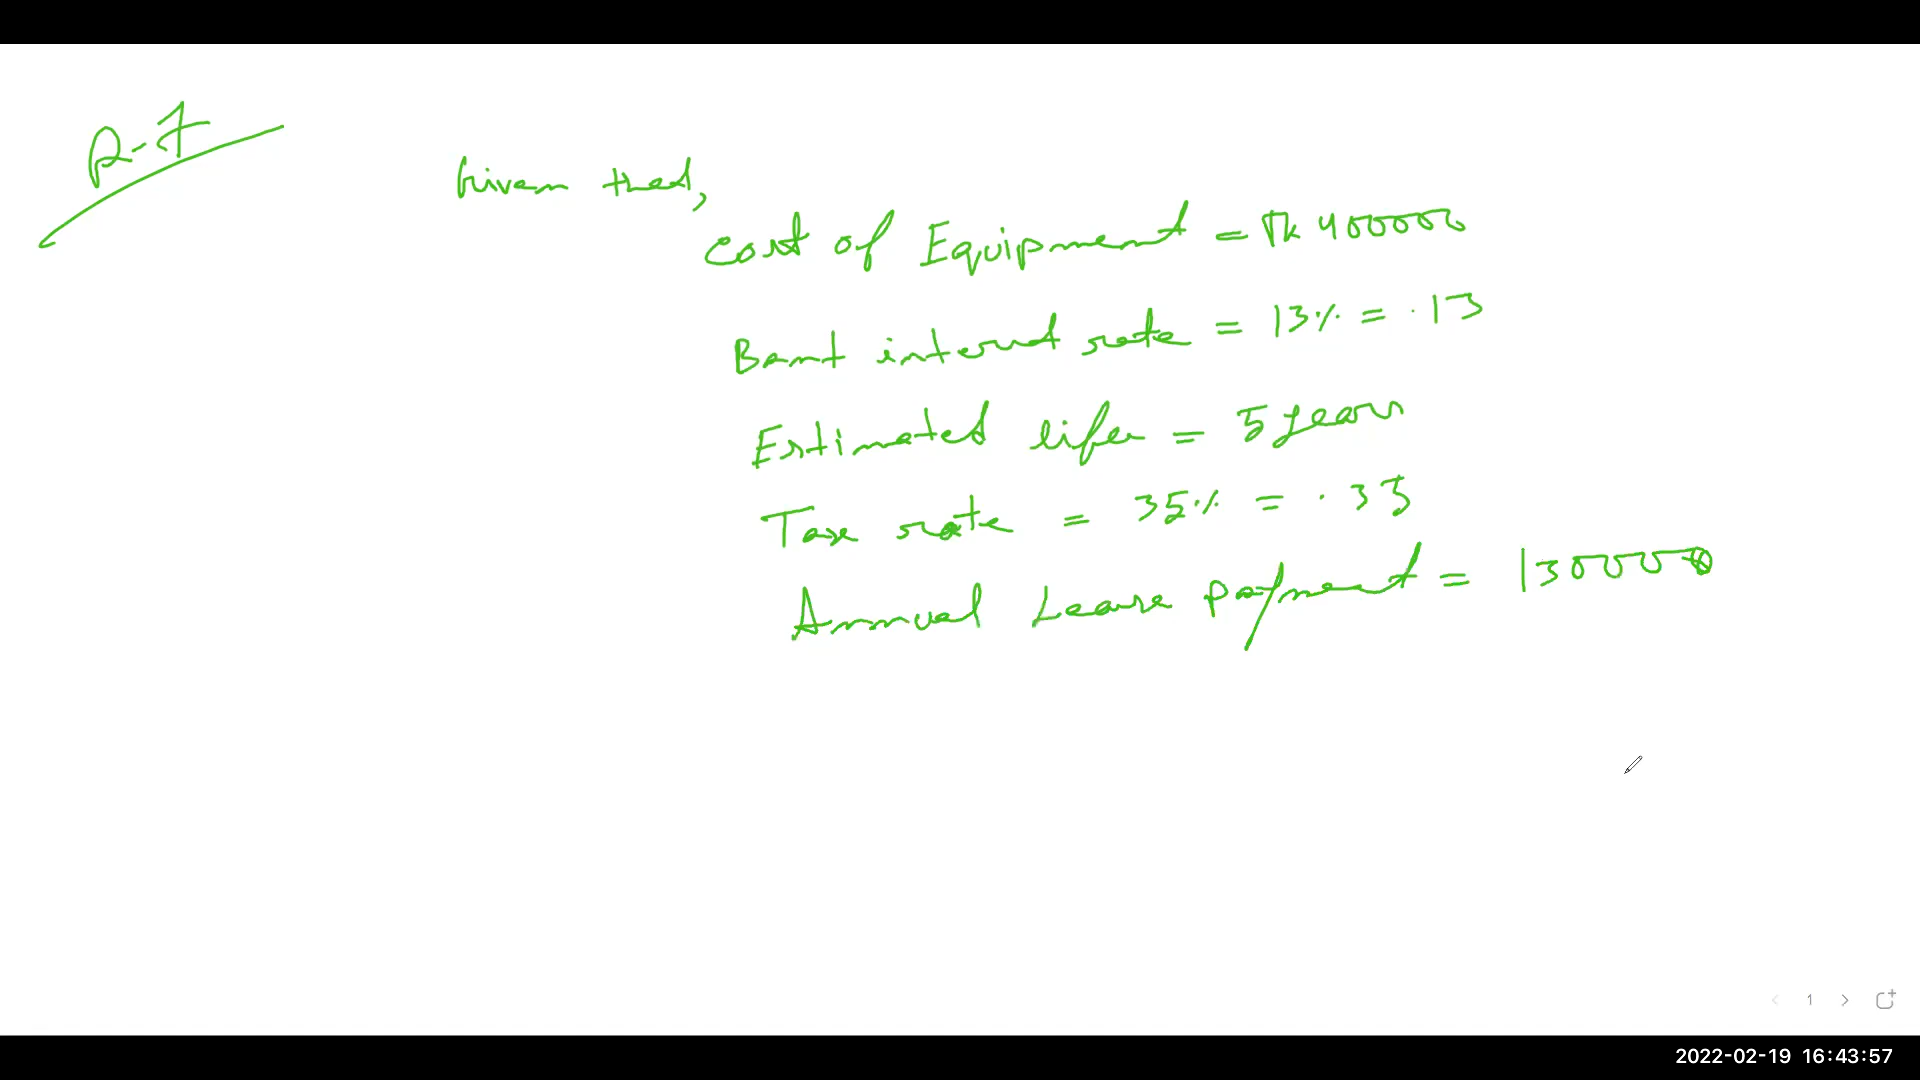 P-7
Given that,
Cost of Equipment = Tk 400000
Bank interest rate = 13% = .13
Estimated life = 5 years
Tax rate = 35% = .35
Annual Lease payment = 130000
1
2022-02-19 16:43:57